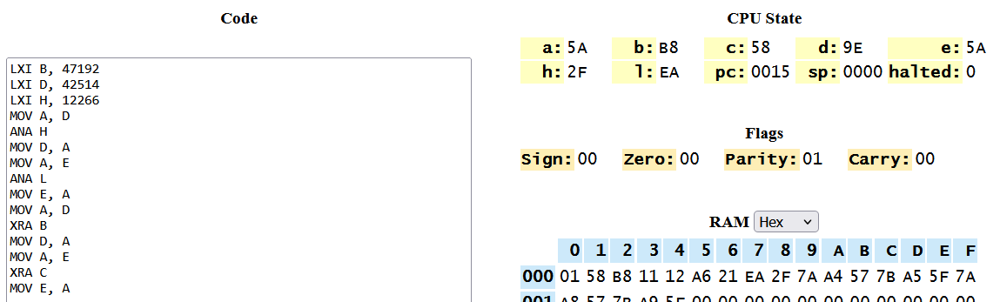 Code
LXI B, 47192
LXI D, 42514
LXI H, 12266
MOV A, D
ANA H
MOV D, A
MOV A, E
ANA L
MOV E, A
MOV A, D
XRA B
MOV D, A
MOV A, E
XRA C
MOV E, A
CPU State
a: 5A b: B8 c: 58 d: 9E e: 5A
h: 2F l: EA pc: 0015 sp: 0000 halted: 0
Flags
Sign: 00 Zero: 00 Parity: 01 Carry: 00
RAM Hex
0 1 2 3 4 5 6 7 8 9 A B C D E F
000 01 58 B8 11 12 A6 21 EA 2F 7A A4 57 7B A5 5F 7A
001 A8 57 7B A9 5F 00 00 00 00 00 00 00 00 00 00 00